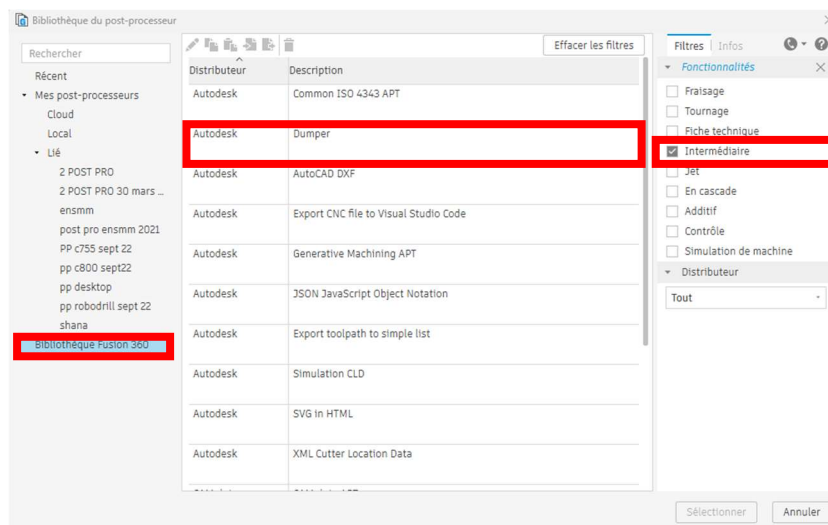 Bibliothèque du post-processeur
Rechercher
Récent
Mes post-processeurs
Cloud
Local
Lié
2 POST PRO
2 POST PRO 30 mars ...
ensmm
post pro ensmm 2021
PP c755 sept 22
pp c800 sept22
pp desktop
pp robodrill sept 22
shana
Bibliothèque Fusion 360
Effacer les filtres
Distributeur Description
Autodesk Common ISO 4343 APT
Autodesk Dumper
Autodesk AutoCAD DXF
Autodesk Export CNC file to Visual Studio Code
Autodesk Generative Machining APT
Autodesk JSON JavaScript Object Notation
Autodesk Export toolpath to simple list
Autodesk Simulation CLD
Autodesk SVG in HTML
Autodesk XML Cutter Location Data
Filtres Infos
Fonctionnalités
Fraisage
Tournage
Fiche technique
Intermédiaire
Jet
En cascade
Additif
Contrôle
Simulation de machine
Distributeur
Tout
Sélectionner Annuler